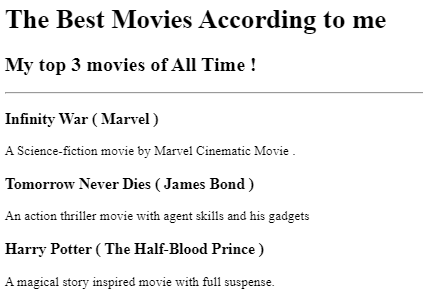 The Best Movies According to me
My top 3 movies of All Time !
Infinity War ( Marvel )
A Science-fiction movie by Marvel Cinematic Movie .
Tomorrow Never Dies ( James Bond )
An action thriller movie with agent skills and his gadgets
Harry Potter ( The Half-Blood Prince )
A magical story inspired movie with full suspense.